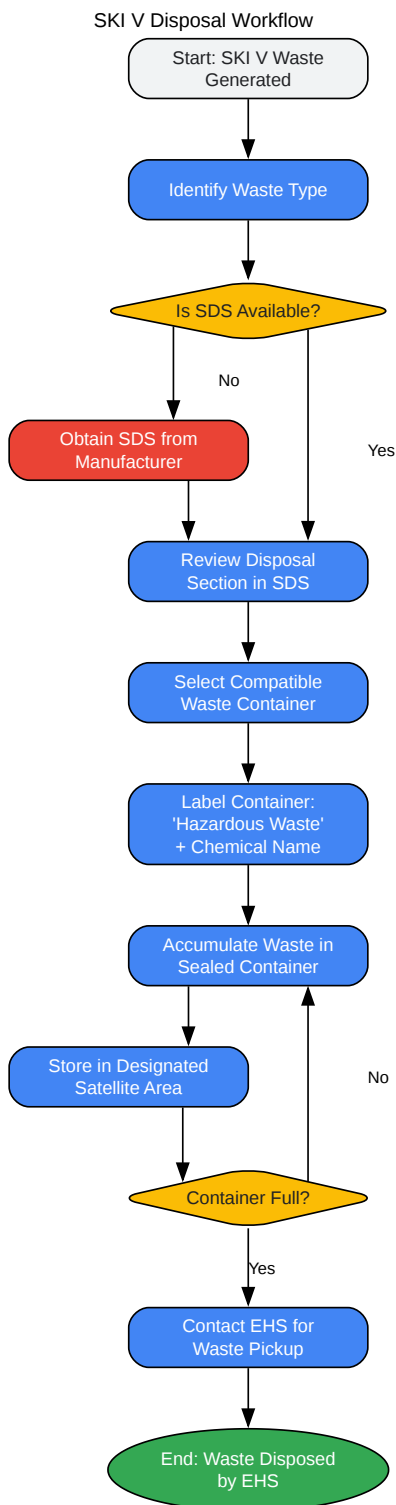 SKI V Disposal Workflow
Start: SKI V Waste
Generated
Identify Waste Type
Is SDS Available?
No
Obtain SDS from
Manufacturer
Yes
Review Disposal
Section in SDS
Select Compatible
Waste Container
Label Container:
'Hazardous Waste'
+ Chemical Name
Accumulate Waste in
Sealed Container
Store in Designated
Satellite Area
No
Container Full?
Yes
Contact EHS for
Waste Pickup
End: Waste Disposed
by EHS